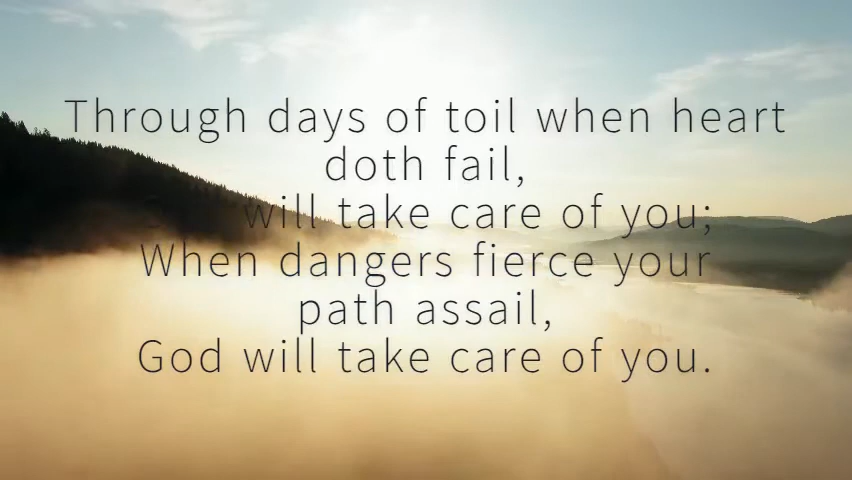 Through days of toil when heart
doth fail,
will take care of you;
When dangers fierce your
path assail,
God will take care of you.